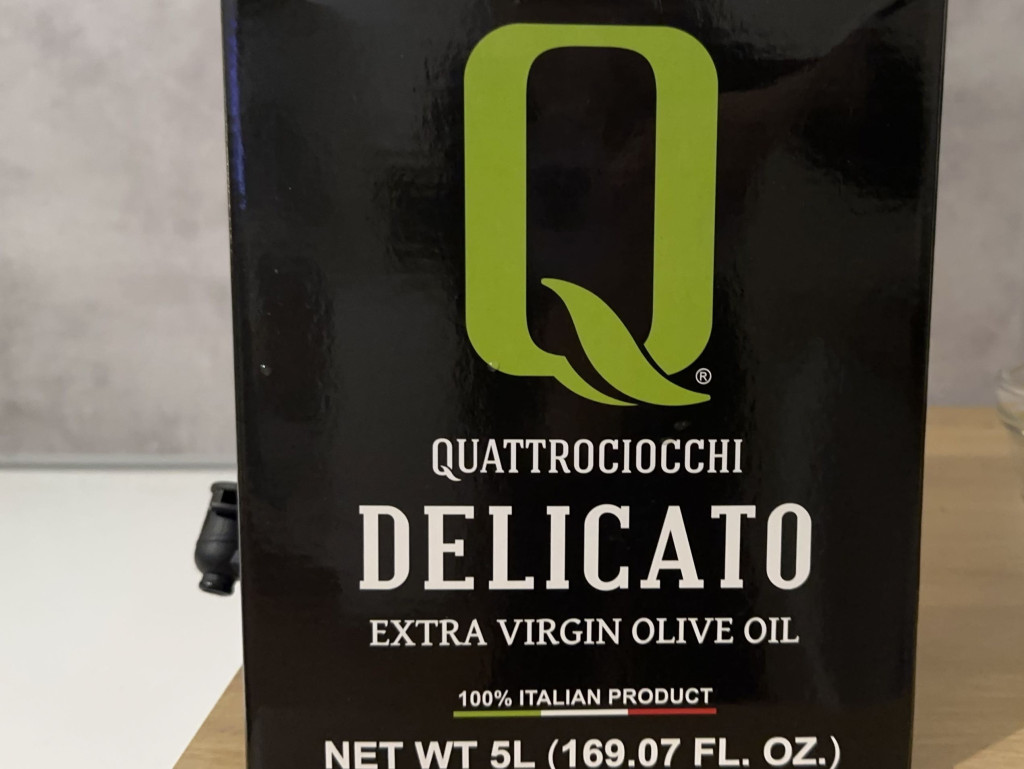 Q®
QUATTROCIOCCHI
DELICATO
EXTRA VIRGIN OLIVE OIL
100% ITALIAN PRODUCT
NET WT 5L (169.07 FL. OZ.)